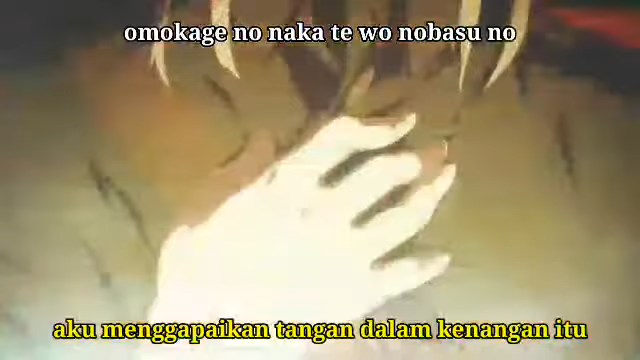 omokage no naka te wo nobasu no
aku menggapaikan tangan dalam kenangan itu